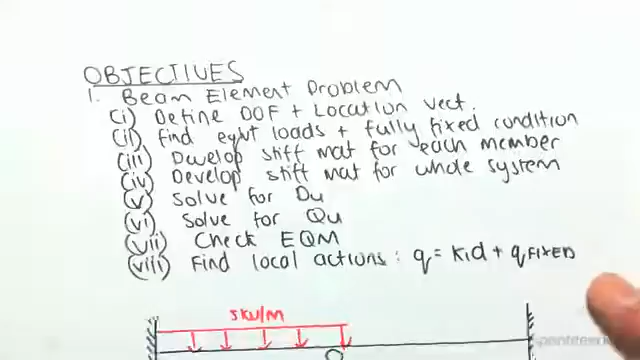 OBJECTIVES
1. Beam Element Problem
(i) Define DOF + Location vect.
(ii) find eqvt loads + fully fixed condition
(iii) Develop stiff mat for each member
(iv) Develop stiff mat for whole system
(v) Solve for Du
(vi) Solve for Qu
(vii) Check EQM
(viii) Find local actions: q = kid + qFIXED
5kN/M